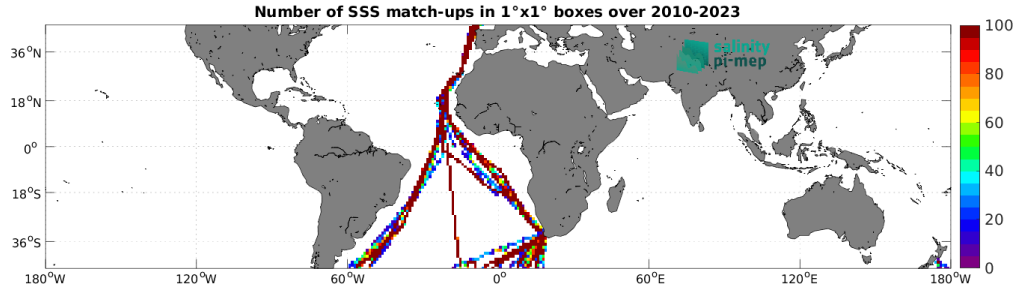 Number of SSS match-ups in 1°x1° boxes over 2010-2023
salinity
pi-mep
36°N
18°N
0°
18°S
36°S
180°W 120°W 60°W 0° 60°E 120°E 180°W
100
80
60
40
20
0